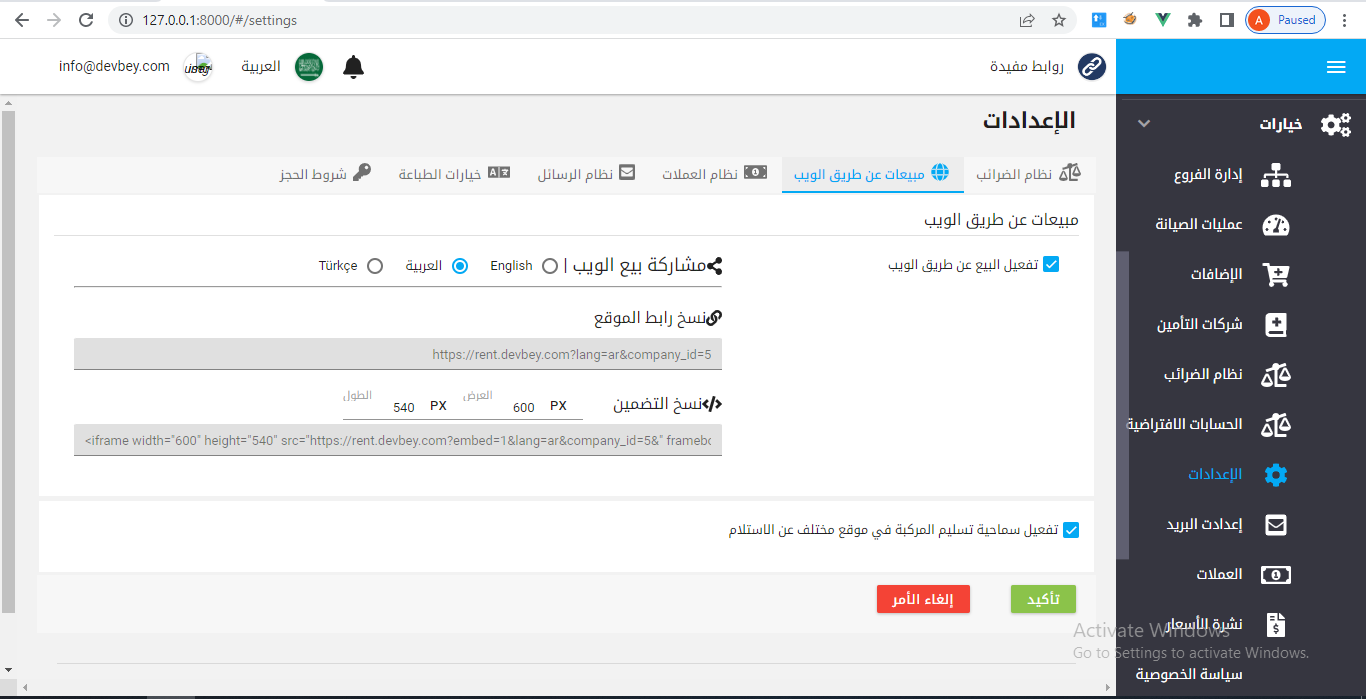 127.0.0.1:8000/#/settings
A Paused
روابط مفيدة
العربية
info@devbey.com
خيارات
إدارة الفروع
عمليات الصيانة
الإضافات
شركات التأمين
نظام الضرائب
الحسابات الافتراضية
الإعدادات
إعدادت البريد
العملات
نشرة الأسعار
سياسة الخصوصية
الإعدادات
نظام الضرائب
مبيعات عن طريق الويب
نظام العملات
نظام الرسائل
خيارات الطباعة
شروط الحجز
مبيعات عن طريق الويب
تفعيل البيع عن طريق الويب
مشاركة بيع الويب | English العربية Türkçe
نسخ رابط الموقع
https://rent.devbey.com?lang=ar&company_id=5
نسخ التضمين
العرض
600 PX
الطول
540 PX
<iframe width="600" height="540" src="https://rent.devbey.com?embed=1&lang=ar&company_id=5&" framebo
تفعيل سماحية تسليم المركبة في موقع مختلف عن الاستلام
تأكيد
إلغاء الأمر
Activate Windows
Go to Settings to activate Windows.